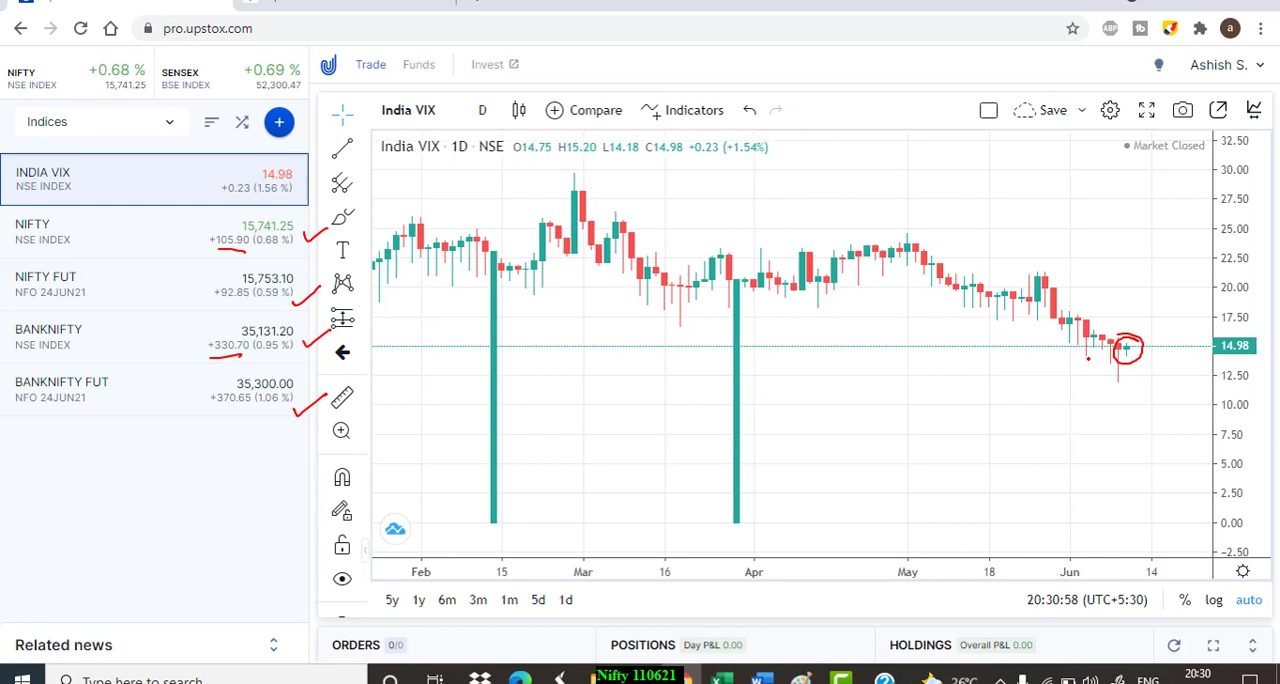 pro.upstox.com
ABP
a
NIFTY +0.68 % SENSEX +0.69 %
NSE INDEX 15,741.25 BSE INDEX 52,300.47
Trade Funds Invest
Ashish S.
Indices
India VIX D Compare Indicators Save
India VIX · 1D · NSE O14.75 H15.20 L14.18 C14.98 +0.23 (+1.54%)
Market Closed
INDIA VIX 14.98
NSE INDEX +0.23 (1.56 %)
NIFTY 15,741.25
NSE INDEX +105.90 (0.68 %)
NIFTY FUT 15,753.10
NFO 24JUN21 +92.85 (0.59 %)
BANKNIFTY 35,131.20
NSE INDEX +330.70 (0.95 %)
BANKNIFTY FUT 35,300.00
NFO 24JUN21 +370.65 (1.06 %)
T
32.50
30.00
27.50
25.00
22.50
20.00
17.50
14.98
12.50
10.00
7.50
5.00
2.50
0.00
-2.50
Feb 15 Mar 16 Apr May 18 Jun 14
5y 1y 6m 3m 1m 5d 1d
20:30:58 (UTC+5:30) % log auto
Related news
ORDERS 0/0 POSITIONS Day P&L 0.00 HOLDINGS Overall P&L 0.00
Type here to search
Nifty 110621
26°C
ENG
20:30